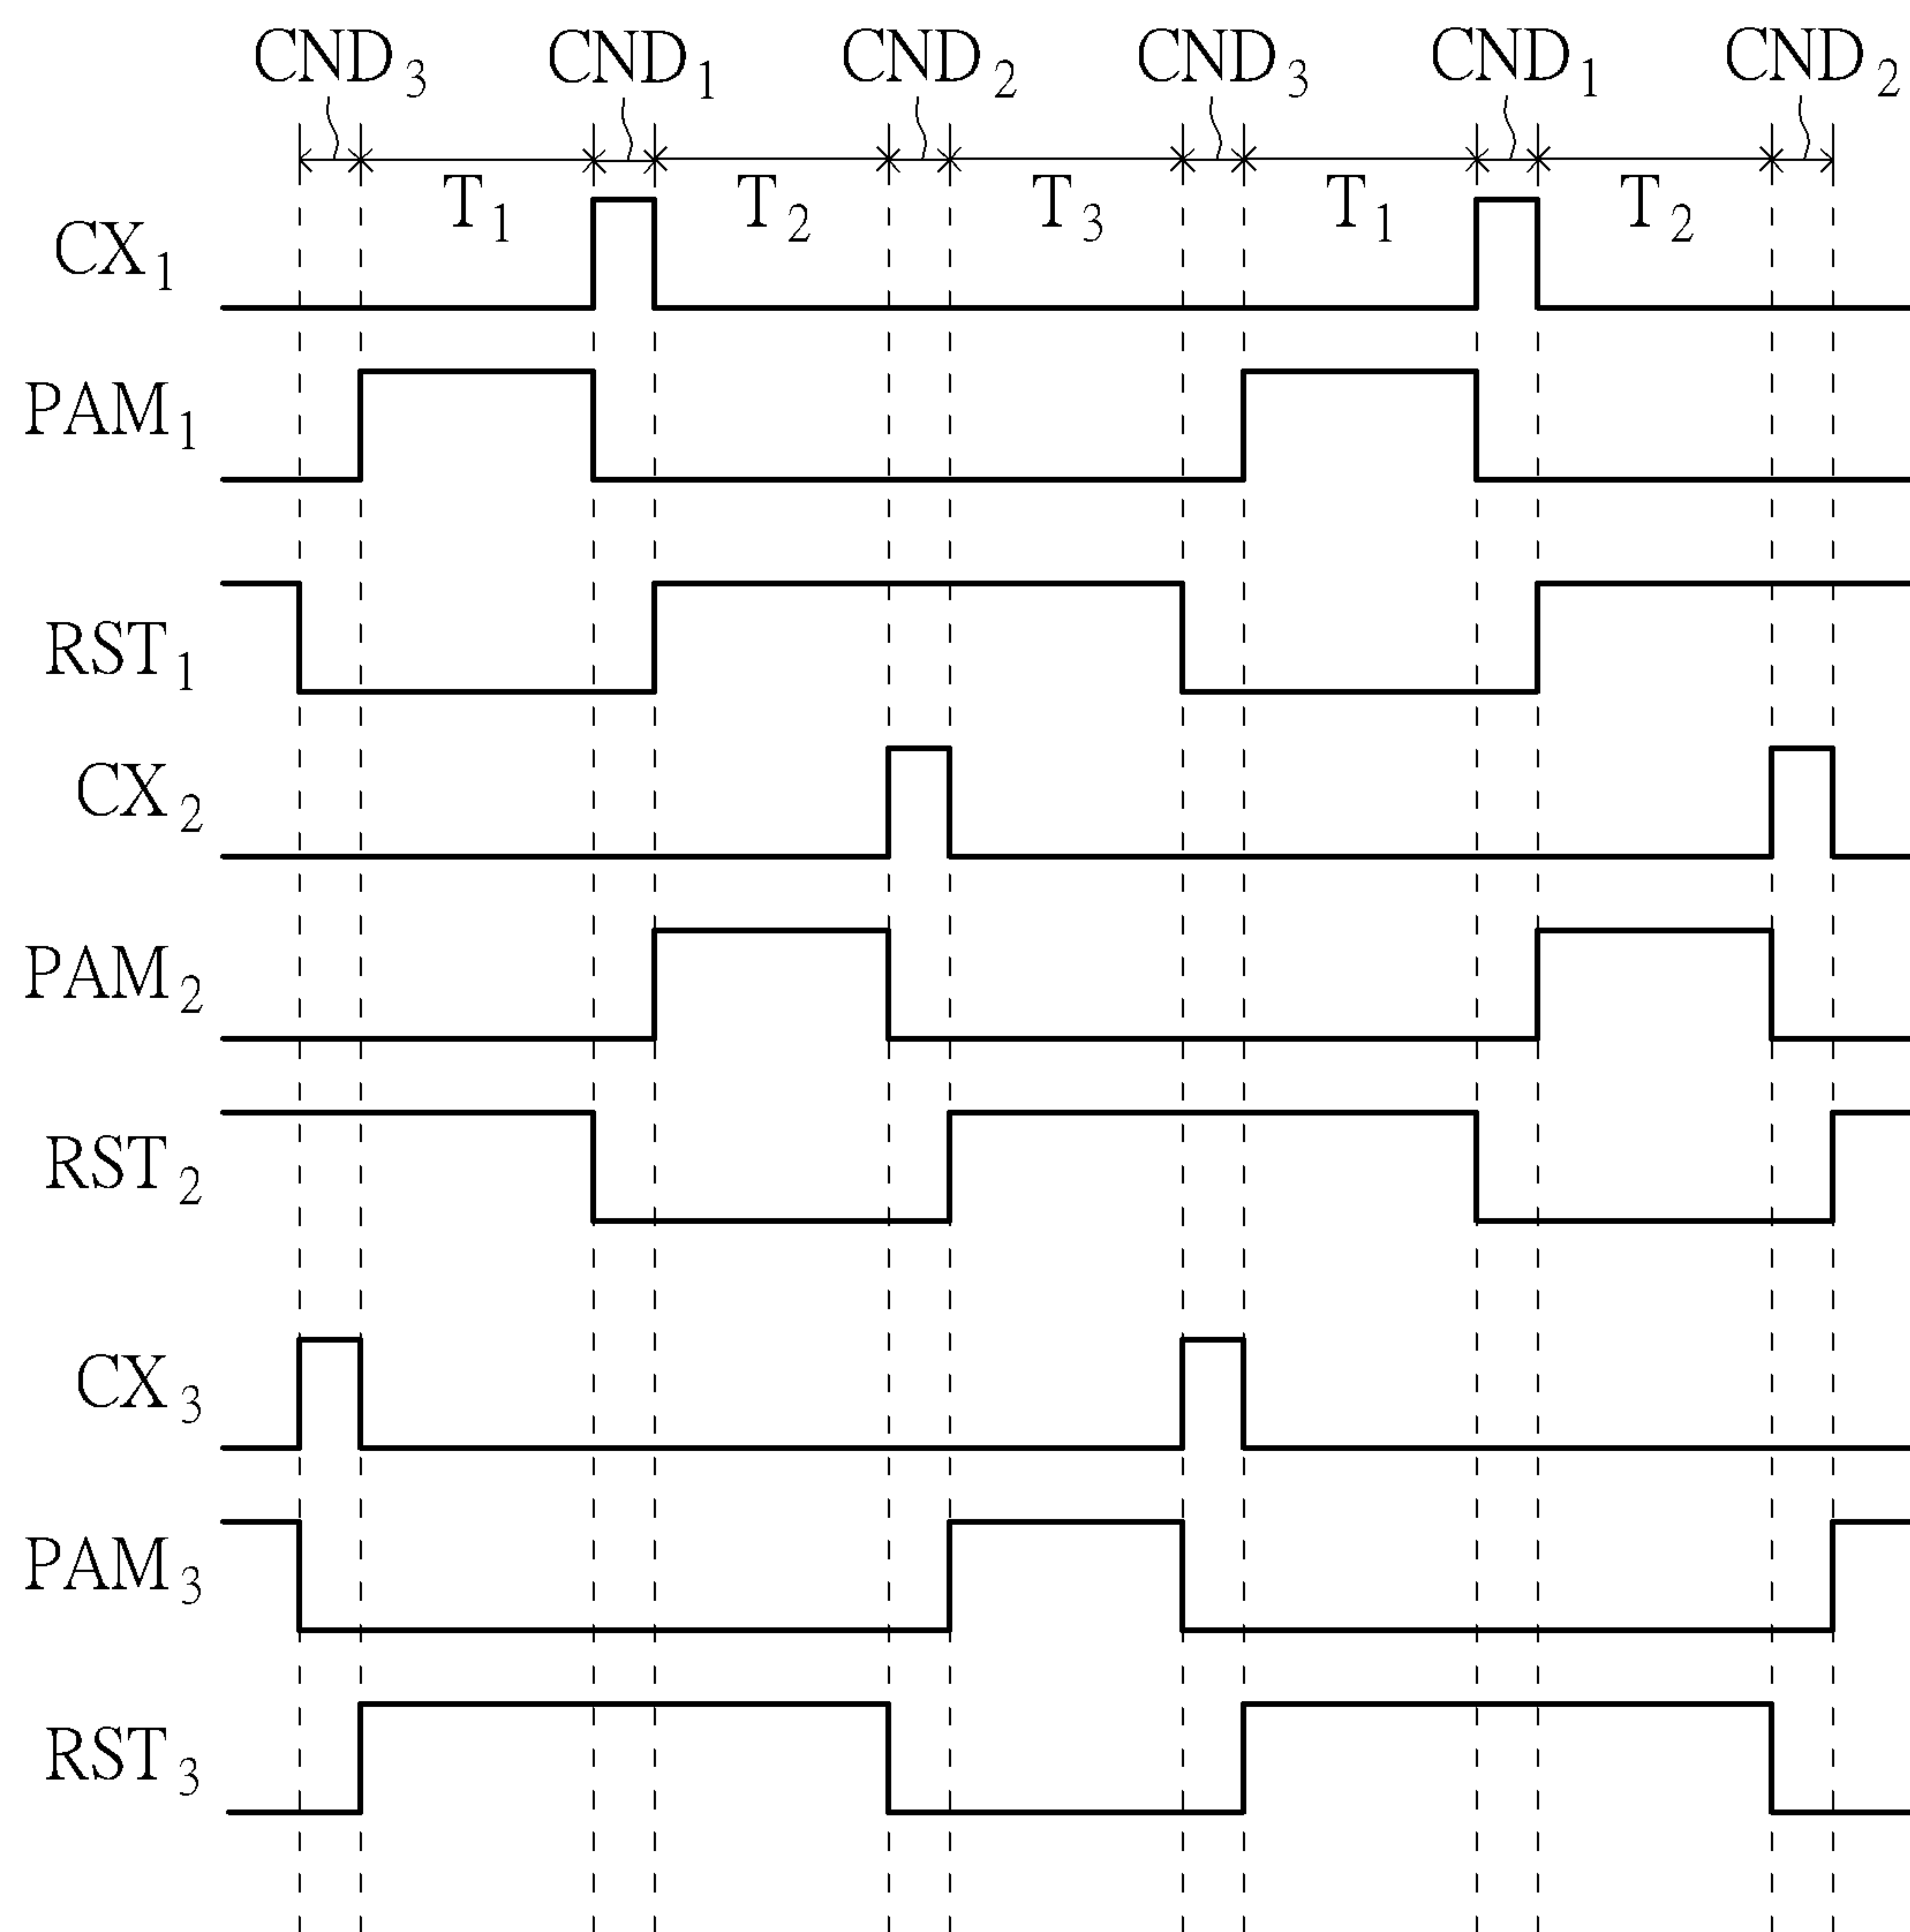 CND₃ CND₁ CND₂ CND₃ CND₁ CND₂
T₁ T₂ T₃ T₁ T₂
CX₁
PAM₁
RST₁
CX₂
PAM₂
RST₂
CX₃
PAM₃
RST₃